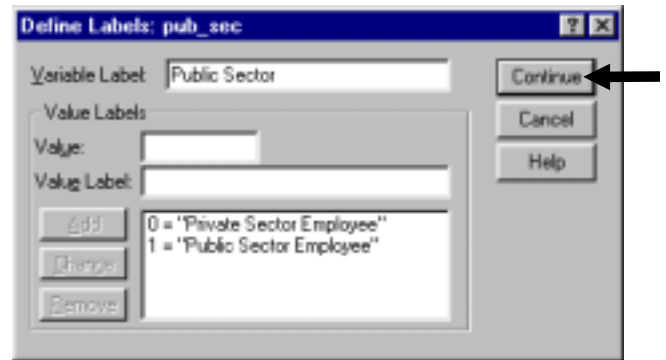 Define Labels: pub_sec
Variable Label: Public Sector
Continue
Value Labels
Cancel
Value:
Help
Value Label:
Add
0 = "Private Sector Employee"
1 = "Public Sector Employee"
Change
Remove